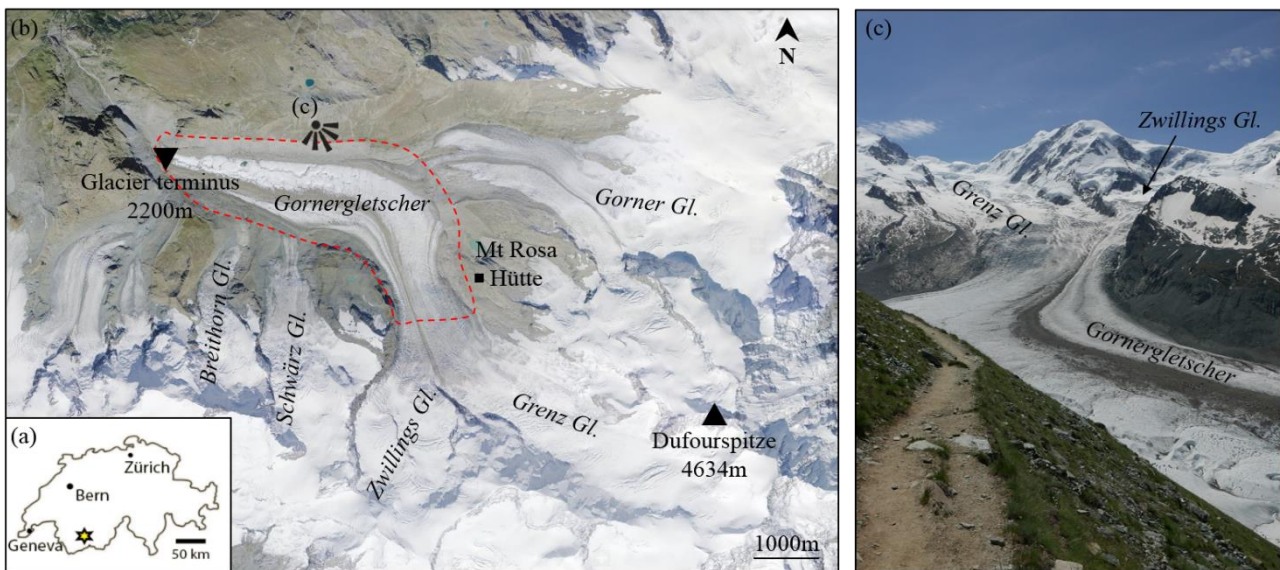 (b)
N
(c)
Glacier terminus
2200m
Gornergletscher
Gorner Gl.
Mt Rosa
Hütte
Breithorn Gl.
Schwärz Gl.
Zwillings Gl.
Grenz Gl.
Dufourspitze
4634m
1000m
(a)
Zürich
Bern
Geneva
50 km
(c)
Zwillings Gl.
Grenz Gl.
Gornergletscher